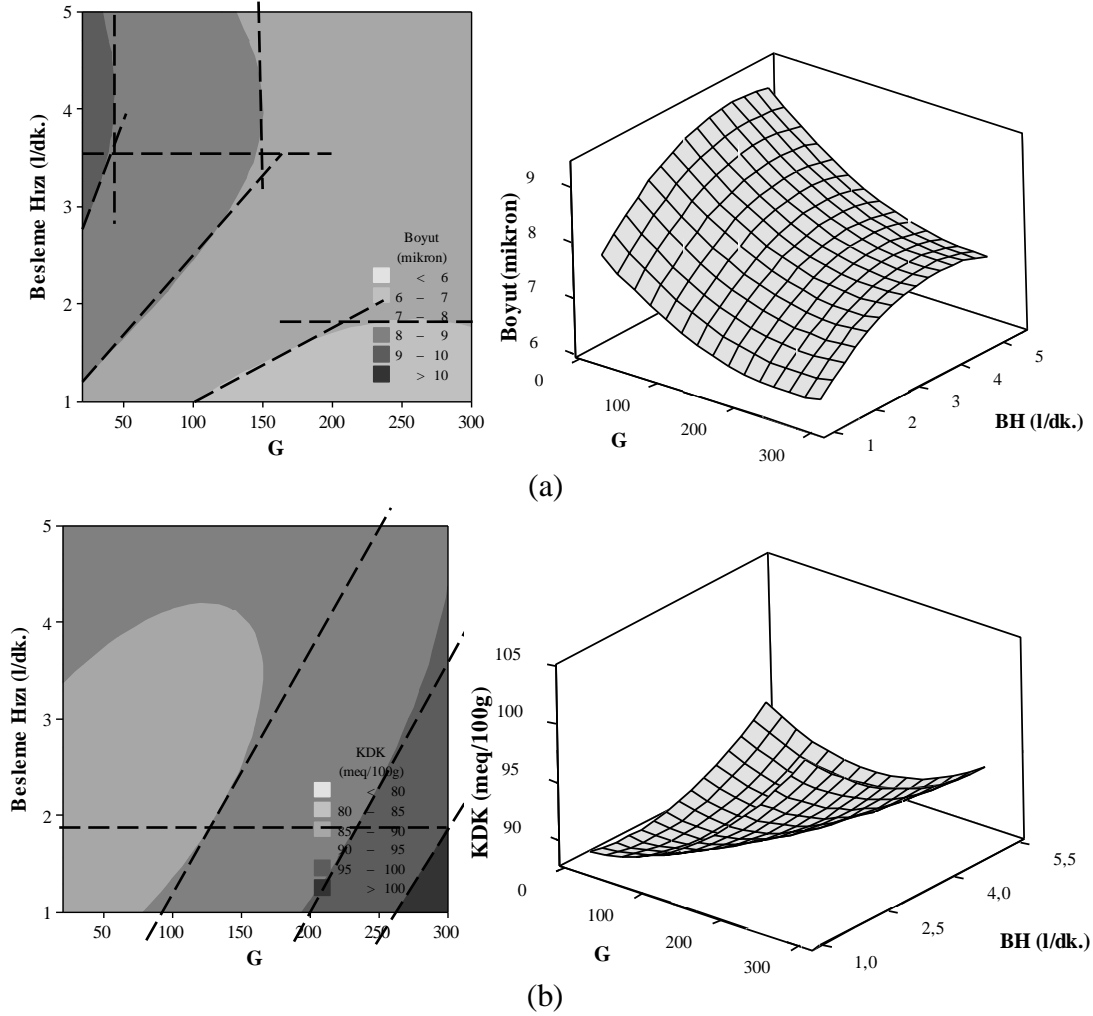 5
4
3
2
1
Besleme Hızı (l/dk.)
Boyut
(mikron)
< 6
6 – 7
7 – 8
8 – 9
9 – 10
> 10
50 100 150 200 250 300
G
9
8
7
6
Boyut (mikron)
0
100
200
300
G
1
2
3
4
5
BH (l/dk.)
(a)
5
4
3
2
1
Besleme Hızı (l/dk.)
KDK
(meq/100g)
< 80
80 – 85
85 – 90
90 – 95
95 – 100
> 100
50 100 150 200 250 300
G
105
100
95
90
KDK (meq/100g)
0
100
200
300
G
1,0
2,5
4,0
5,5
BH (l/dk.)
(b)